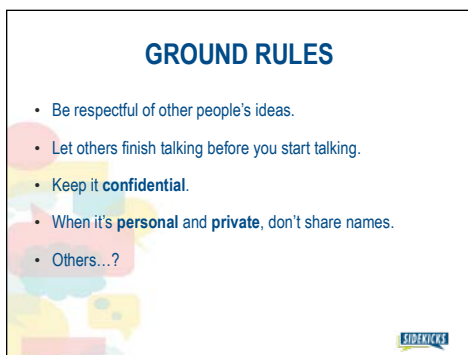 GROUND RULES
• Be respectful of other people's ideas.
• Let others finish talking before you start talking.
• Keep it confidential.
• When it's personal and private, don't share names.
• Others…?
SIDEKICKS